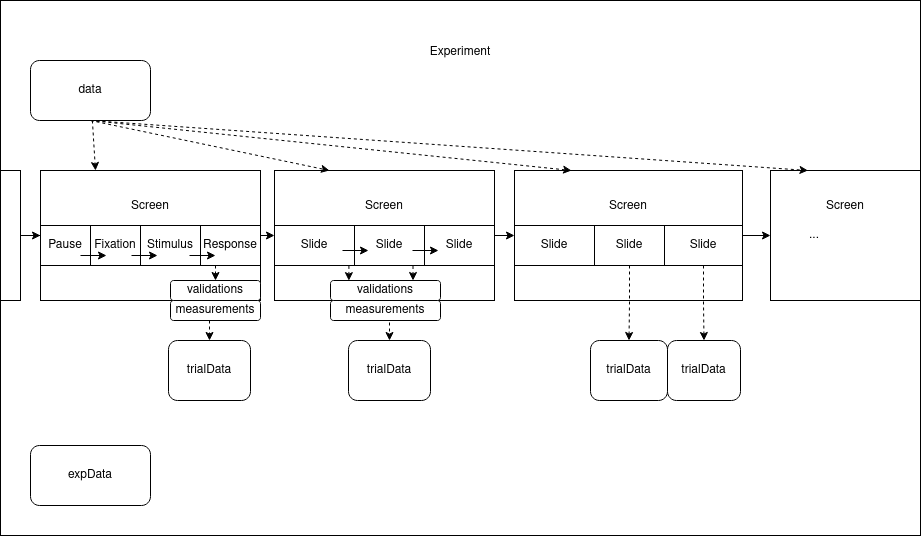 Experiment
data
Screen
Screen
Screen
Screen
Pause
Fixation
Stimulus
Response
Slide
Slide
Slide
Slide
Slide
Slide
...
validations
measurements
validations
measurements
trialData
trialData
trialData
trialData
expData